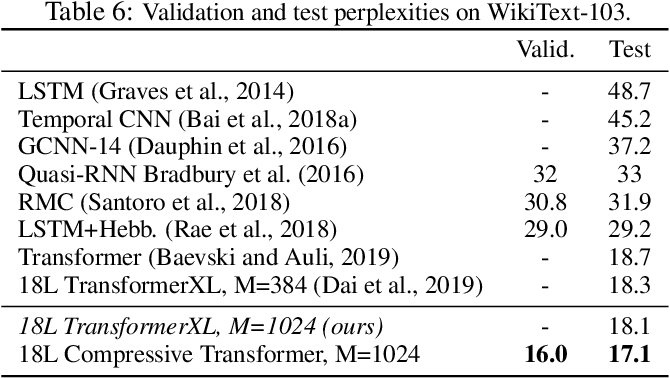 Table 6: Validation and test perplexities on WikiText-103.
Valid. Test
LSTM (Graves et al., 2014) - 48.7
Temporal CNN (Bai et al., 2018a) - 45.2
GCNN-14 (Dauphin et al., 2016) - 37.2
Quasi-RNN Bradbury et al. (2016) 32 33
RMC (Santoro et al., 2018) 30.8 31.9
LSTM+Hebb. (Rae et al., 2018) 29.0 29.2
Transformer (Baevski and Auli, 2019) - 18.7
18L TransformerXL, M=384 (Dai et al., 2019) - 18.3
18L TransformerXL, M=1024 (ours) - 18.1
18L Compressive Transformer, M=1024 16.0 17.1